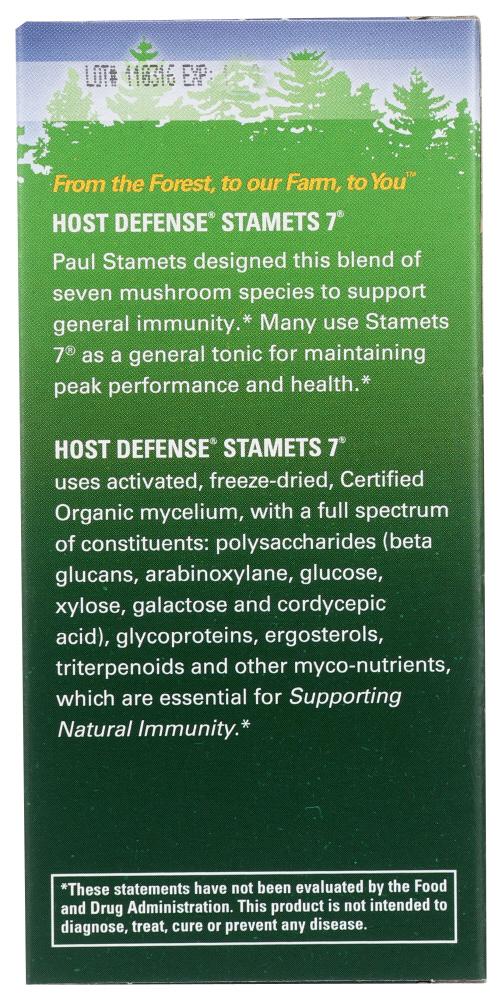 LOT# 110316 EXP:
From the Forest, to our Farm, to You™
HOST DEFENSE® STAMETS 7®
Paul Stamets designed this blend of
seven mushroom species to support
general immunity.* Many use Stamets
7® as a general tonic for maintaining
peak performance and health.*
HOST DEFENSE® STAMETS 7®
uses activated, freeze-dried, Certified
Organic mycelium, with a full spectrum
of constituents: polysaccharides (beta
glucans, arabinoxylane, glucose,
xylose, galactose and cordycepic
acid), glycoproteins, ergosterols,
triterpenoids and other myco-nutrients,
which are essential for Supporting
Natural Immunity.*
*These statements have not been evaluated by the Food
and Drug Administration. This product is not intended to
diagnose, treat, cure or prevent any disease.